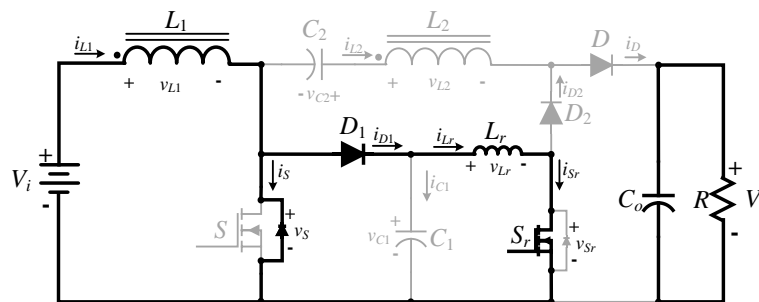 L1 L2
iL1 C2 iL2 D iD
+ vL1 - - vC2 + + vL2 - iD2
D2
D1 iD1 iLr Lr
+ iS + vLr - iSr +
Vi iC1 Co R V
- S + vS - vC1 + - C1 Sr + vSr - -